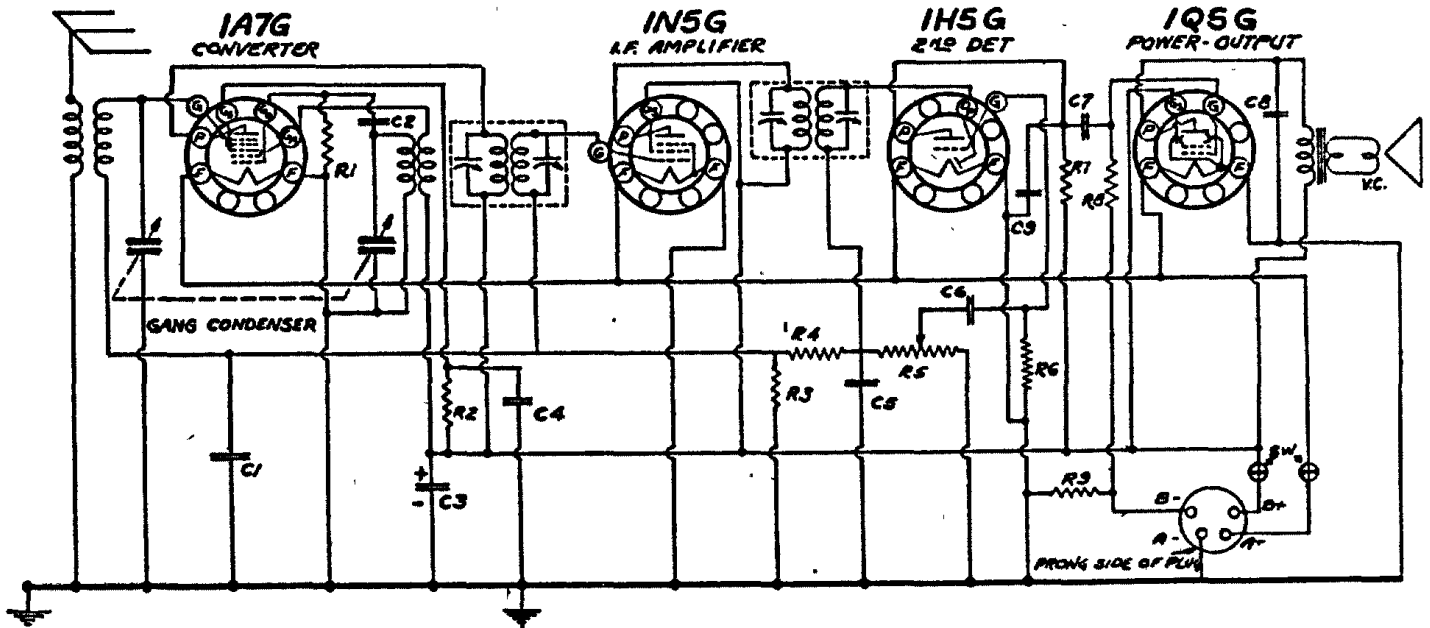 1A7G
CONVERTER
1N5G
I.F. AMPLIFIER
1H5G
2ND DET
1Q5G
POWER-OUTPUT
G
G
G
G
P
F
F
R1
C2
G
P
F
F
G
P
F
F
C7
C9
R7
R8
G
G
P
F
F
C8
V.C.
GANG CONDENSER
C6
R4
R5
R6
R3
C5
R2
C4
C1
+
-
C3
R9
SW.
B-
B+
A-
A+
PRONG SIDE OF PLUG